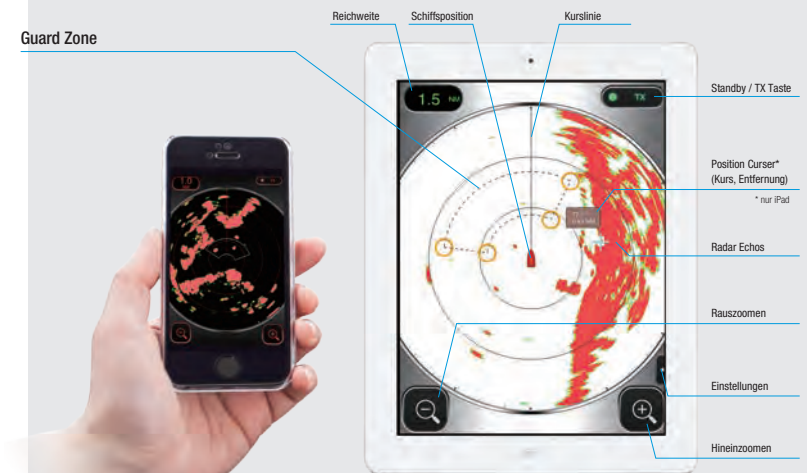 Reichweite
Schiffsposition
Kurslinie
Guard Zone
1.5 NM
TX
Standby / TX Taste
Position Curser*
(Kurs, Entfernung)
* nur iPad
Radar Echos
Rauszoomen
Einstellungen
Hineinzoomen
1.0